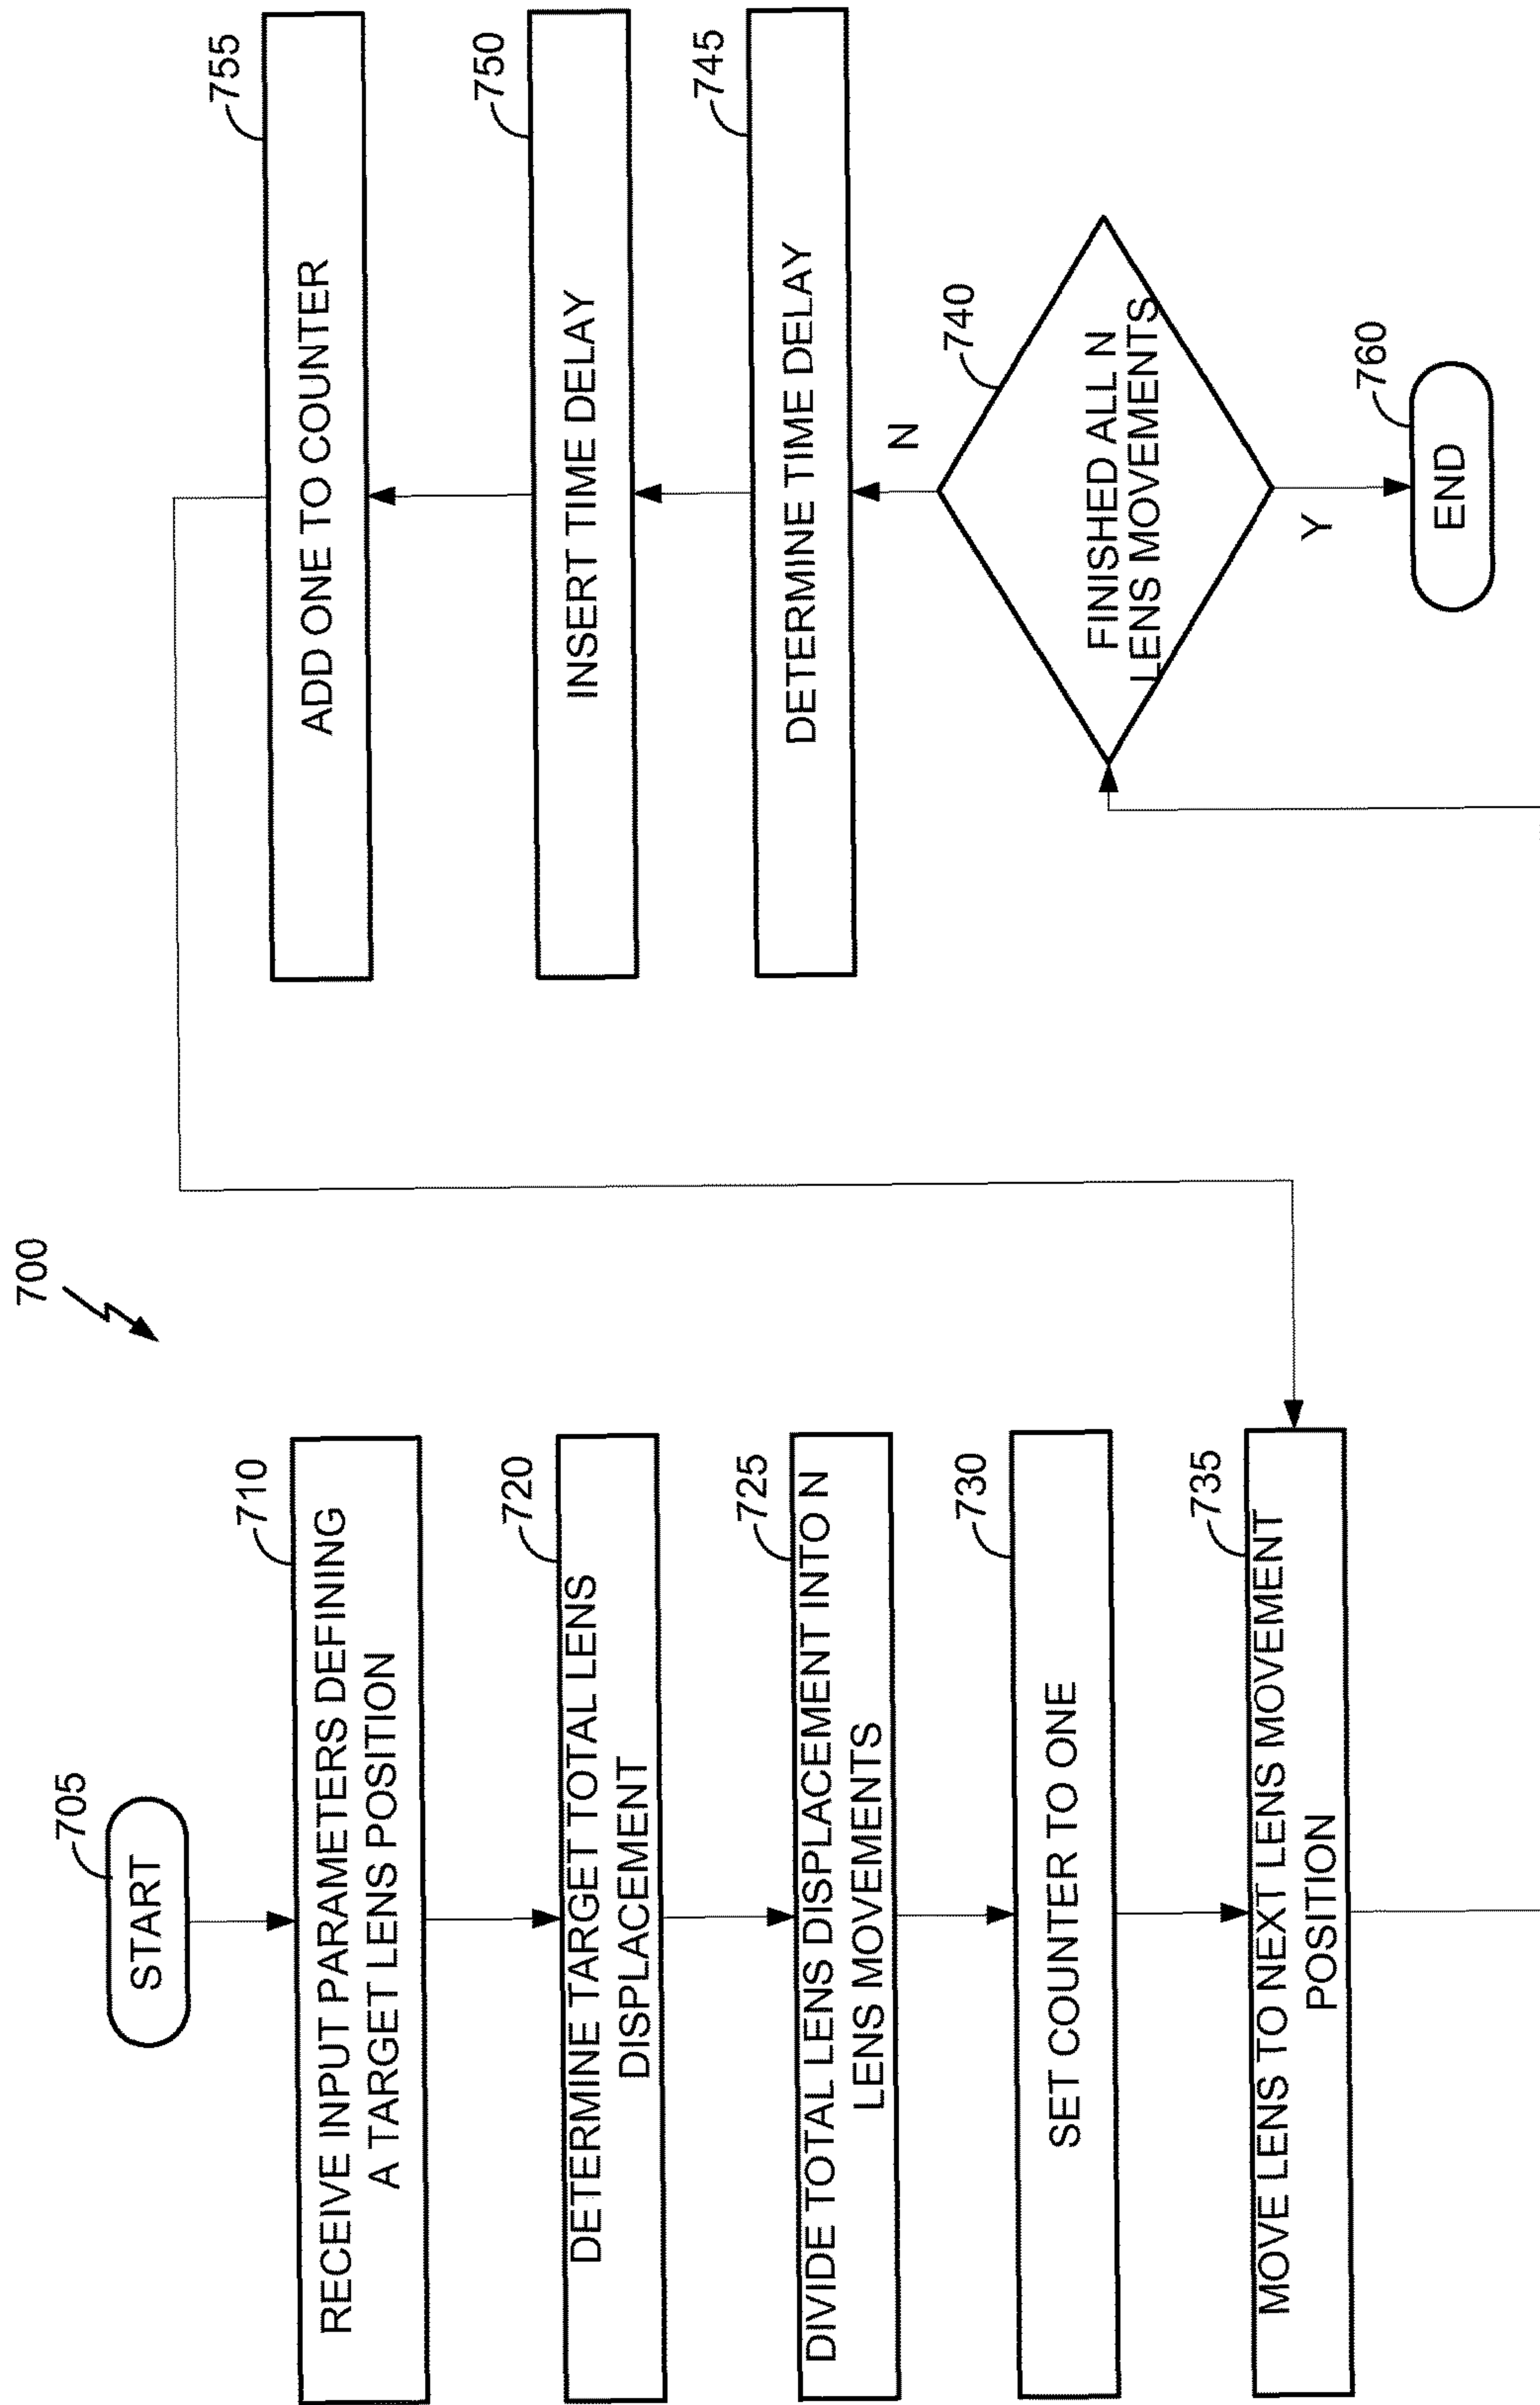 700
705
START
710
RECEIVE INPUT PARAMETERS DEFINING
A TARGET LENS POSITION
720
DETERMINE TARGET TOTAL LENS
DISPLACEMENT
725
DIVIDE TOTAL LENS DISPLACEMENT INTO N
LENS MOVEMENTS
730
SET COUNTER TO ONE
735
MOVE LENS TO NEXT LENS MOVEMENT
POSITION
755
ADD ONE TO COUNTER
750
INSERT TIME DELAY
745
DETERMINE TIME DELAY
N
740
FINISHED ALL N
LENS MOVEMENTS
Y
760
END